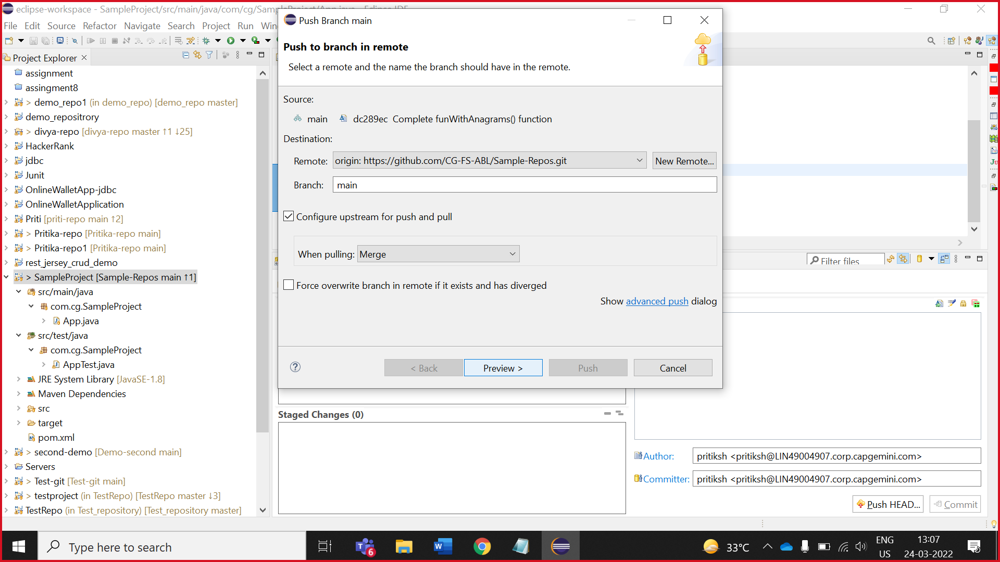 eclipse-workspace - SampleProject/src/main/java/com/cg/SampleProject/App.java - Eclipse IDE
File Edit Source Refactor Navigate Search Project Run Win
Project Explorer
assignment
assingment8
> demo_repo1 (in demo_repo) [demo_repo master]
demo_repositrory
> divya-repo [divya-repo master ↑1 ↓25]
HackerRank
jdbc
Junit
OnlineWalletApp-jdbc
OnlineWalletApplication
Priti [priti-repo main ↑2]
> Pritika-repo [Pritika-repo main]
> Pritika-repo1 [Pritika-repo main]
rest_jersey_crud_demo
> SampleProject [Sample-Repos main ↑1]
src/main/java
com.cg.SampleProject
App.java
src/test/java
com.cg.SampleProject
AppTest.java
JRE System Library [JavaSE-1.8]
Maven Dependencies
src
target
pom.xml
> second-demo [Demo-second main]
Servers
> Test-git [Test-git main]
> testproject (in TestRepo) [TestRepo master ↓3]
TestRepo (in Test_repository) [Test_repository master]
Push Branch main
Push to branch in remote
Select a remote and the name the branch should have in the remote.
Source:
main dc289ec Complete funWithAnagrams() function
Destination:
Remote: origin: https://github.com/CG-FS-ABL/Sample-Repos.git New Remote...
Branch: main
Configure upstream for push and pull
When pulling: Merge
Force overwrite branch in remote if it exists and has diverged
Show advanced push dialog
< Back Preview > Push Cancel
Filter files
Staged Changes (0)
Author: pritiksh <pritiksh@LIN49004907.corp.capgemini.com>
Committer: pritiksh <pritiksh@LIN49004907.corp.capgemini.com>
Push HEAD... Commit
Type here to search
6
33°C
ENG
US
13:07
24-03-2022